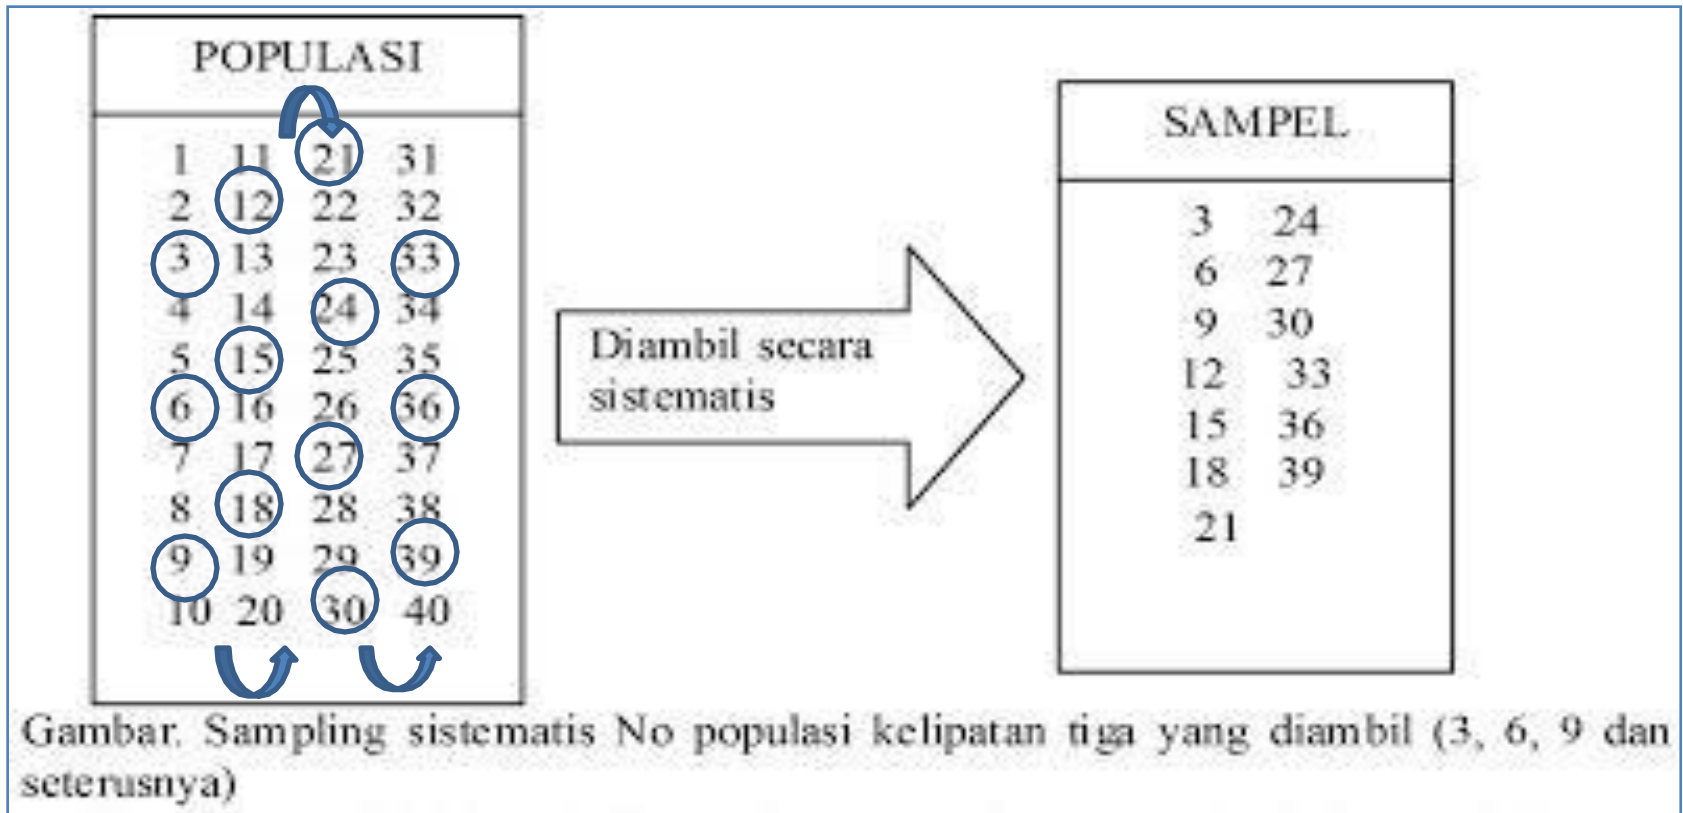 POPULASI
1 11 21 31
2 12 22 32
3 13 23 33
4 14 24 34
5 15 25 35
6 16 26 36
7 17 27 37
8 18 28 38
9 19 29 39
10 20 30 40
Diambil secara
sistematis
SAMPEL
3 24
6 27
9 30
12 33
15 36
18 39
21
Gambar. Sampling sistematis No populasi kelipatan tiga yang diambil (3, 6, 9 dan
seterusnya)